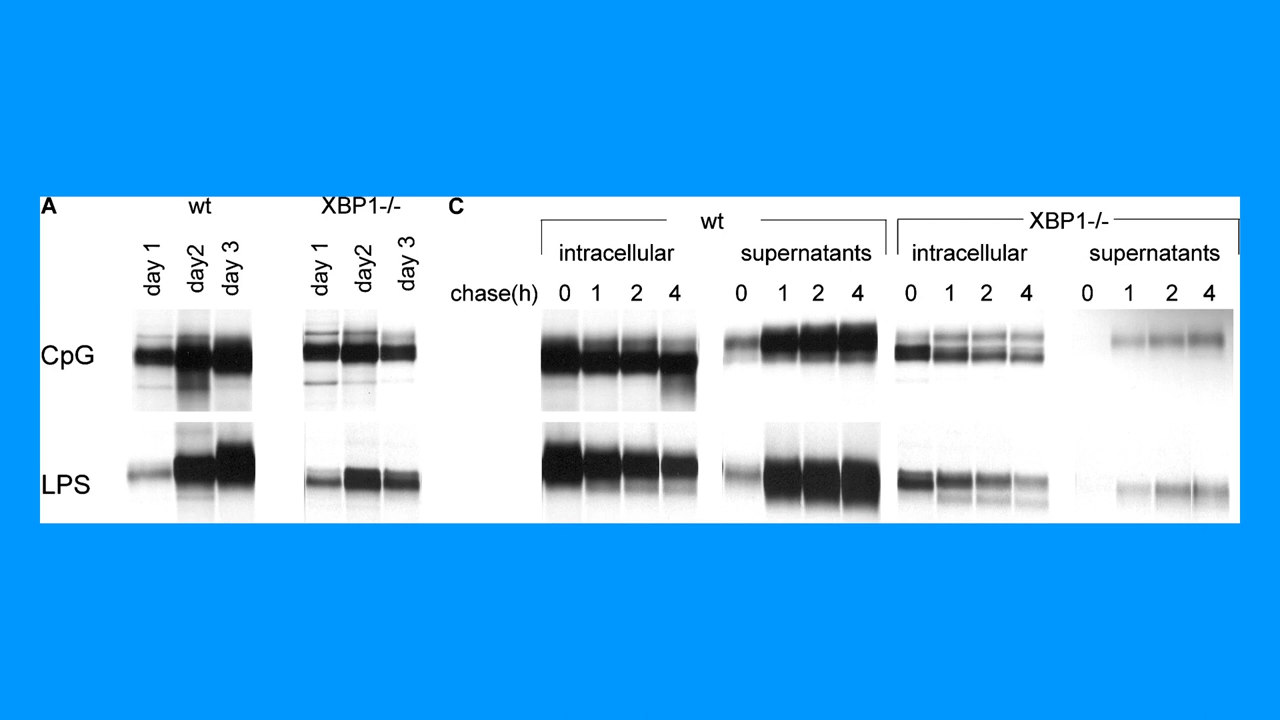 A wt XBP1-/- C
wt XBP1-/-
day 1 day2 day 3 day 1 day2 day 3
intracellular supernatants intracellular supernatants
chase(h) 0 1 2 4 0 1 2 4 0 1 2 4 0 1 2 4
CpG
LPS